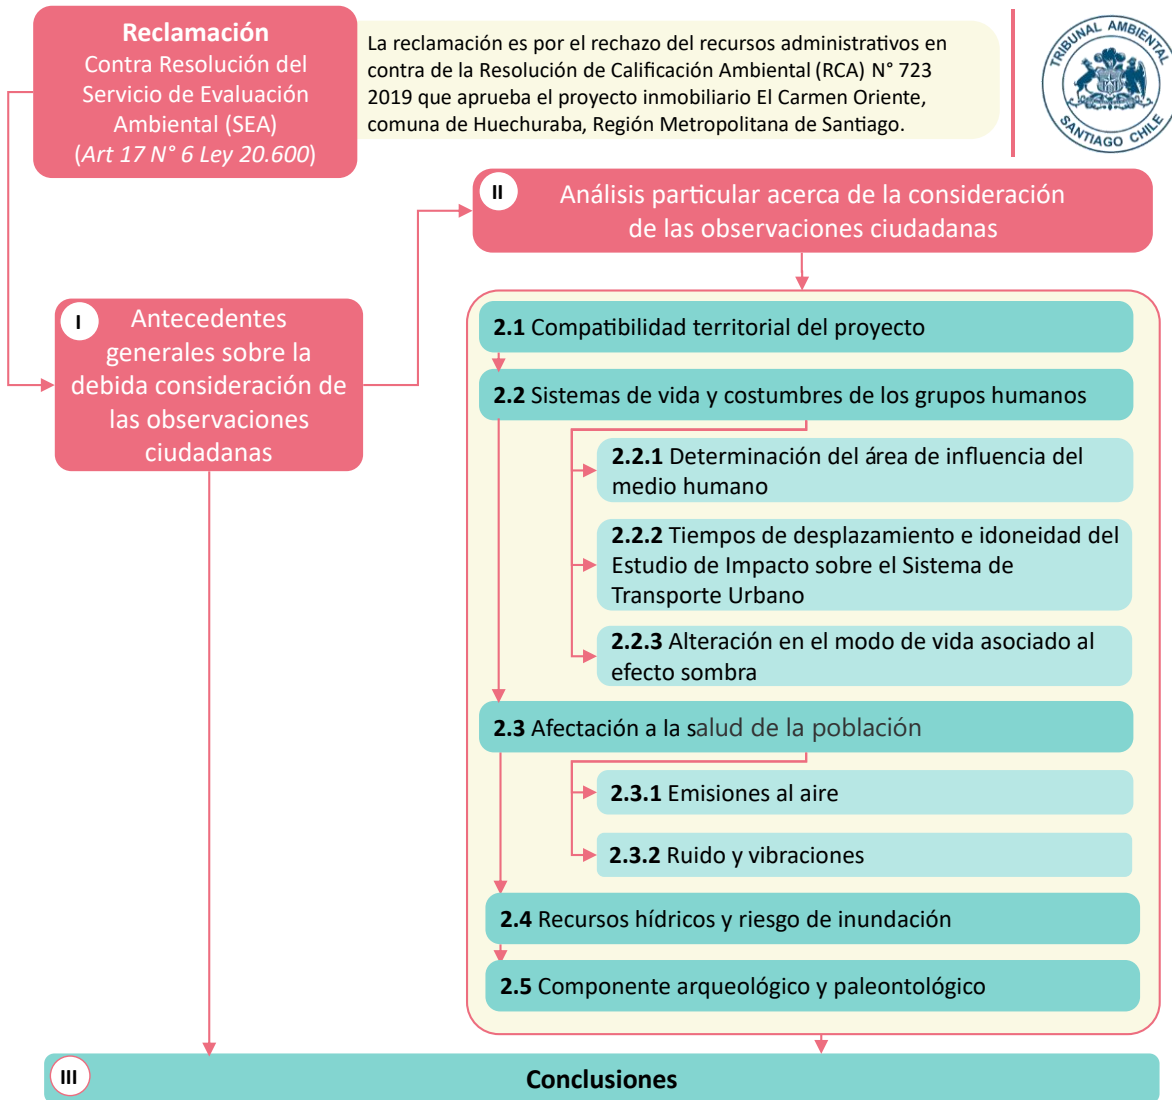 Reclamación
Contra Resolución del
Servicio de Evaluación
Ambiental (SEA)
(Art 17 N° 6 Ley 20.600)
La reclamación es por el rechazo del recursos administrativos en
contra de la Resolución de Calificación Ambiental (RCA) N° 723
2019 que aprueba el proyecto inmobiliario El Carmen Oriente,
comuna de Huechuraba, Región Metropolitana de Santiago.
TRIBUNAL AMBIENTAL
SANTIAGO CHILE
II
Análisis particular acerca de la consideración
de las observaciones ciudadanas
I
Antecedentes
generales sobre la
debida consideración de
las observaciones
ciudadanas
2.1 Compatibilidad territorial del proyecto
2.2 Sistemas de vida y costumbres de los grupos humanos
2.2.1 Determinación del área de influencia del
medio humano
2.2.2 Tiempos de desplazamiento e idoneidad del
Estudio de Impacto sobre el Sistema de
Transporte Urbano
2.2.3 Alteración en el modo de vida asociado al
efecto sombra
2.3 Afectación a la salud de la población
2.3.1 Emisiones al aire
2.3.2 Ruido y vibraciones
2.4 Recursos hídricos y riesgo de inundación
2.5 Componente arqueológico y paleontológico
III
Conclusiones